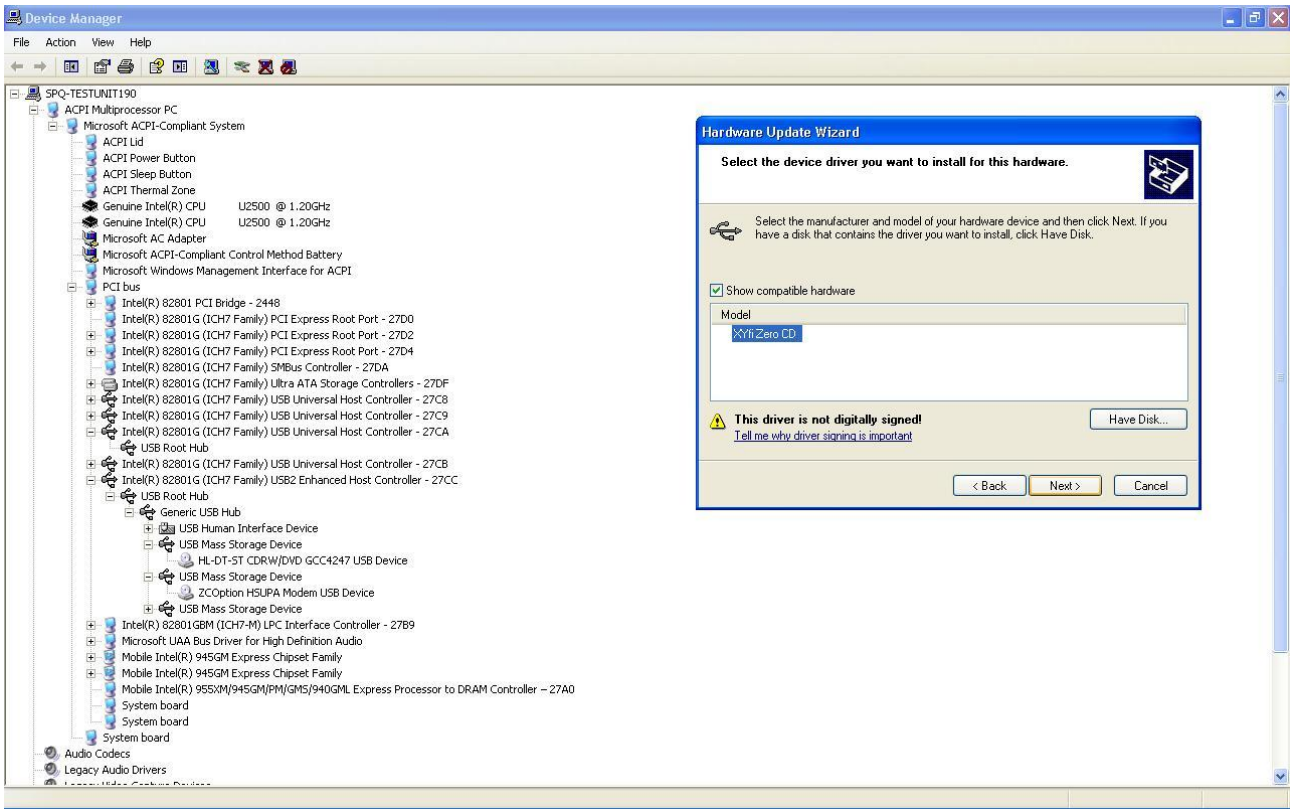 Device Manager
File Action View Help
SPQ-TESTUNIT190
ACPI Multiprocessor PC
Microsoft ACPI-Compliant System
ACPI Lid
ACPI Power Button
ACPI Sleep Button
ACPI Thermal Zone
Genuine Intel(R) CPU U2500 @ 1.20GHz
Genuine Intel(R) CPU U2500 @ 1.20GHz
Microsoft AC Adapter
Microsoft ACPI-Compliant Control Method Battery
Microsoft Windows Management Interface for ACPI
PCI bus
Intel(R) 82801 PCI Bridge - 2448
Intel(R) 82801G (ICH7 Family) PCI Express Root Port - 27D0
Intel(R) 82801G (ICH7 Family) PCI Express Root Port - 27D2
Intel(R) 82801G (ICH7 Family) PCI Express Root Port - 27D4
Intel(R) 82801G (ICH7 Family) SMBus Controller - 27DA
Intel(R) 82801G (ICH7 Family) Ultra ATA Storage Controllers - 27DF
Intel(R) 82801G (ICH7 Family) USB Universal Host Controller - 27C8
Intel(R) 82801G (ICH7 Family) USB Universal Host Controller - 27C9
Intel(R) 82801G (ICH7 Family) USB Universal Host Controller - 27CA
USB Root Hub
Intel(R) 82801G (ICH7 Family) USB Universal Host Controller - 27CB
Intel(R) 82801G (ICH7 Family) USB2 Enhanced Host Controller - 27CC
USB Root Hub
Generic USB Hub
USB Human Interface Device
USB Mass Storage Device
HL-DT-ST CDRW/DVD GCC4247 USB Device
USB Mass Storage Device
ZCOption HSUPA Modem USB Device
USB Mass Storage Device
Intel(R) 82801GBM (ICH7-M) LPC Interface Controller - 27B9
Microsoft UAA Bus Driver for High Definition Audio
Mobile Intel(R) 945GM Express Chipset Family
Mobile Intel(R) 945GM Express Chipset Family
Mobile Intel(R) 955XM/945GM/PM/GMS/940GML Express Processor to DRAM Controller – 27A0
System board
System board
System board
Audio Codecs
Legacy Audio Drivers
Legacy Video Capture Devices
Hardware Update Wizard
Select the device driver you want to install for this hardware.
Select the manufacturer and model of your hardware device and then click Next. If you
have a disk that contains the driver you want to install, click Have Disk.
Show compatible hardware
Model
XYfi Zero CD
This driver is not digitally signed!
Have Disk...
Tell me why driver signing is important
< Back
Next >
Cancel